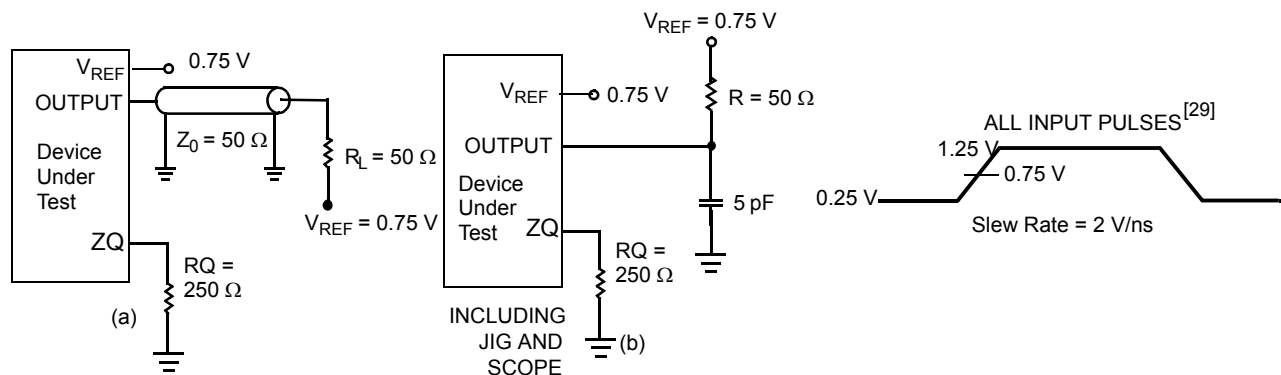 V_REF 0.75 V
OUTPUT
Z_0 = 50 Ω
Device
Under
Test
R_L = 50 Ω
V_REF = 0.75 V
ZQ
RQ =
250 Ω
(a)
V_REF = 0.75 V
R = 50 Ω
V_REF 0.75 V
OUTPUT
Device
Under
Test
5 pF
ZQ
RQ =
250 Ω
INCLUDING
JIG AND
SCOPE
(b)
ALL INPUT PULSES[29]
1.25 V
0.75 V
0.25 V
Slew Rate = 2 V/ns